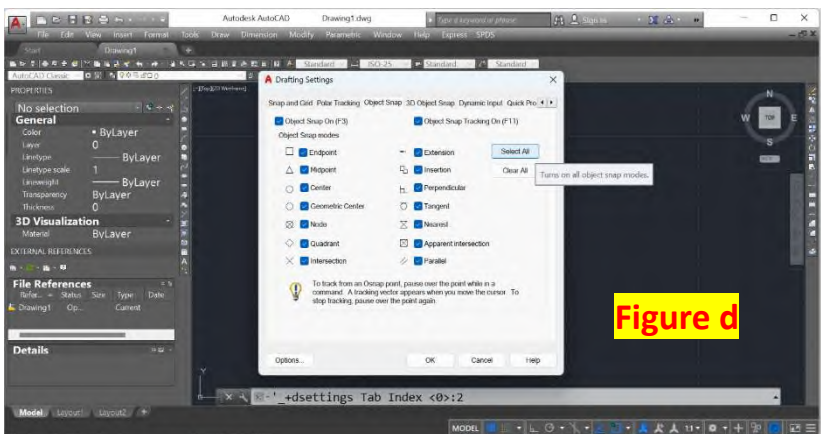 Autodesk AutoCAD Drawing1.dwg Type a keyword or phrase Sign In
File Edit View Insert Format Tools Draw Dimension Modify Parametric Window Help Express SPDS
Start Drawing1
Standard ISO-25 Standard Standard
AutoCAD Classic
PROPERTIES
No selection
General
Color ByLayer
Layer 0
Linetype ByLayer
Linetype scale 1
Lineweight ByLayer
Transparency ByLayer
Thickness 0
3D Visualization
Material ByLayer
EXTERNAL REFERENCES
File References
Refer... Status Size Type Date
Drawing1 Op... Current
Details
N
W TOP E
S
Drafting Settings
Snap and Grid Polar Tracking Object Snap 3D Object Snap Dynamic Input Quick Pro
Object Snap On (F3) Object Snap Tracking On (F11)
Object Snap modes
Endpoint Extension Select All
Midpoint Insertion Clear All
Turns on all object snap modes.
Center Perpendicular
Geometric Center Tangent
Node Nearest
Quadrant Apparent intersection
Intersection Parallel
To track from an Osnap point, pause over the point while in a
command. A tracking vector appears when you move the cursor. To
stop tracking, pause over the point again.
Options... OK Cancel Help
Figure d
Y
'_+dsettings Tab Index <0>:2
Model Layout1 Layout2 +
MODEL